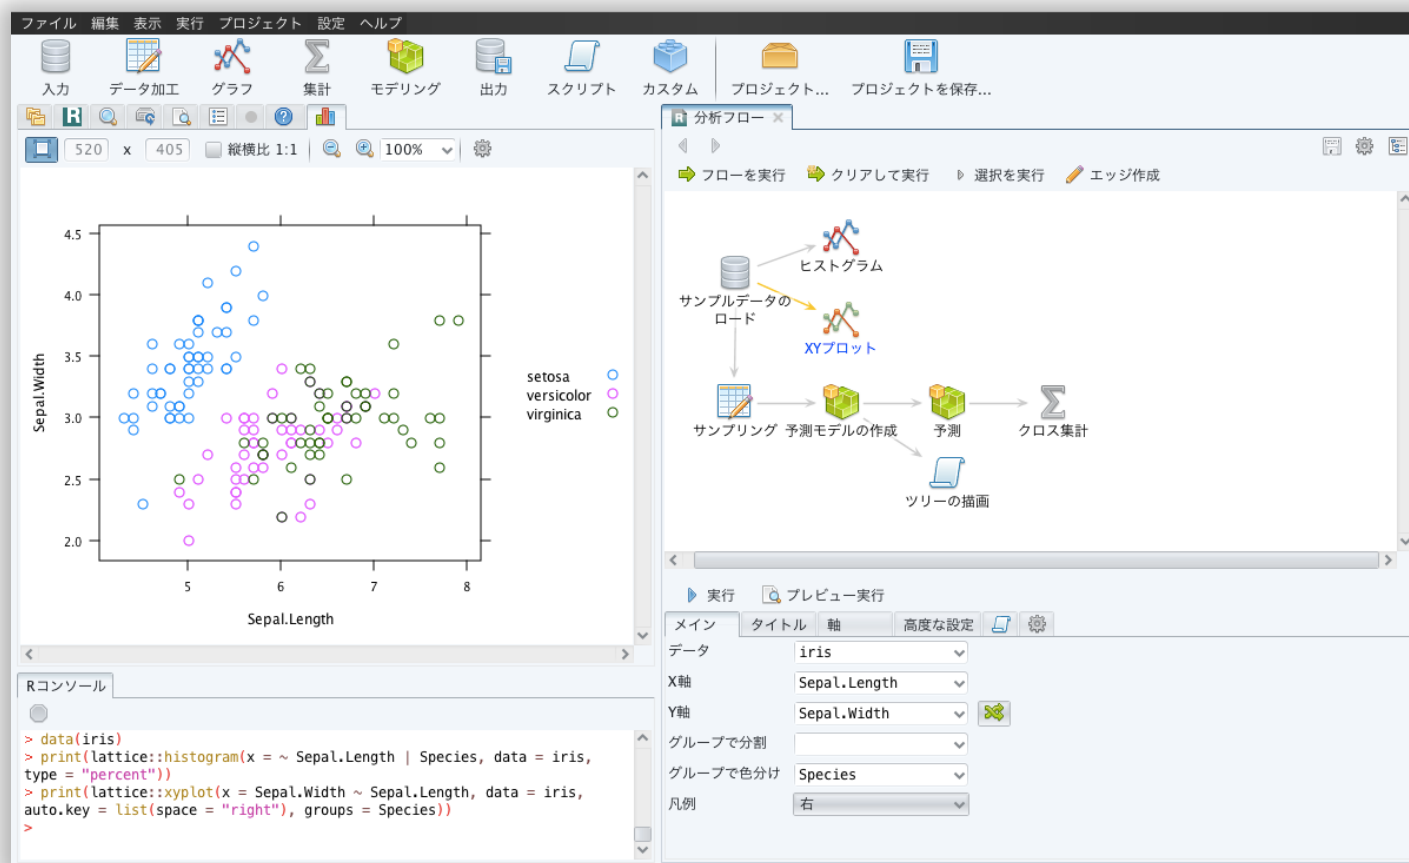 ファイル 編集 表示 実行 プロジェクト 設定 ヘルプ
入力 データ加工 グラフ 集計 モデリング 出力 スクリプト カスタム プロジェクト... プロジェクトを保存...
R
520 x 405 縦横比 1:1 100%
4.5
4.0
3.5
3.0
2.5
2.0
Sepal.Width
5 6 7 8
Sepal.Length
setosa
versicolor
virginica
Rコンソール
> data(iris)
> print(lattice::histogram(x = ~ Sepal.Length | Species, data = iris,
type = "percent"))
> print(lattice::xyplot(x = Sepal.Width ~ Sepal.Length, data = iris,
auto.key = list(space = "right"), groups = Species))
>
R 分析フロー
フローを実行 クリアして実行 選択を実行 エッジ作成
ヒストグラム
サンプルデータの
ロード
XYプロット
サンプリング 予測モデルの作成 予測 クロス集計
ツリーの描画
実行 プレビュー実行
メイン タイトル 軸 高度な設定
データ iris
X軸 Sepal.Length
Y軸 Sepal.Width
グループで分割
グループで色分け Species
凡例 右